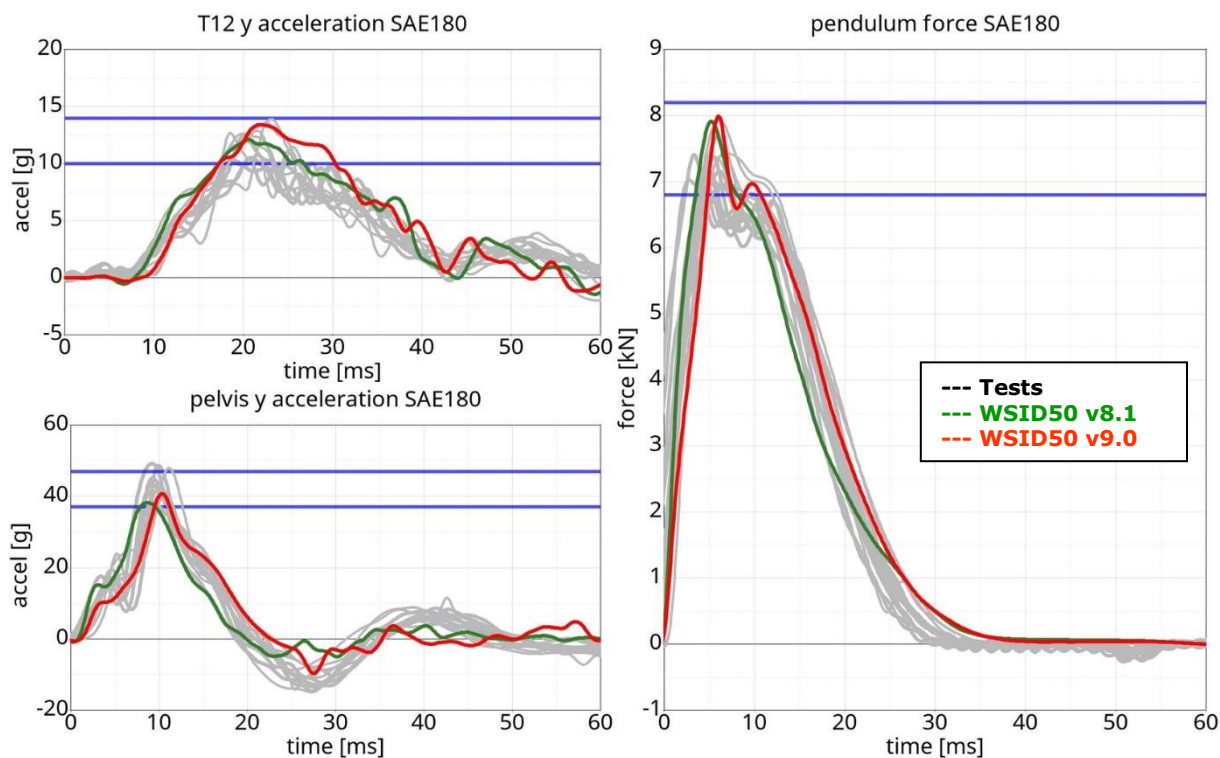 T12 y acceleration SAE180
20
15
10
5
0
-5
accel [g]
0 10 20 30 40 50 60
time [ms]
pelvis y acceleration SAE180
60
40
20
0
-20
accel [g]
0 10 20 30 40 50 60
time [ms]
pendulum force SAE180
9
8
7
6
5
4
3
2
1
0
-1
force [kN]
0 10 20 30 40 50 60
time [ms]
--- Tests
--- WSID50 v8.1
--- WSID50 v9.0